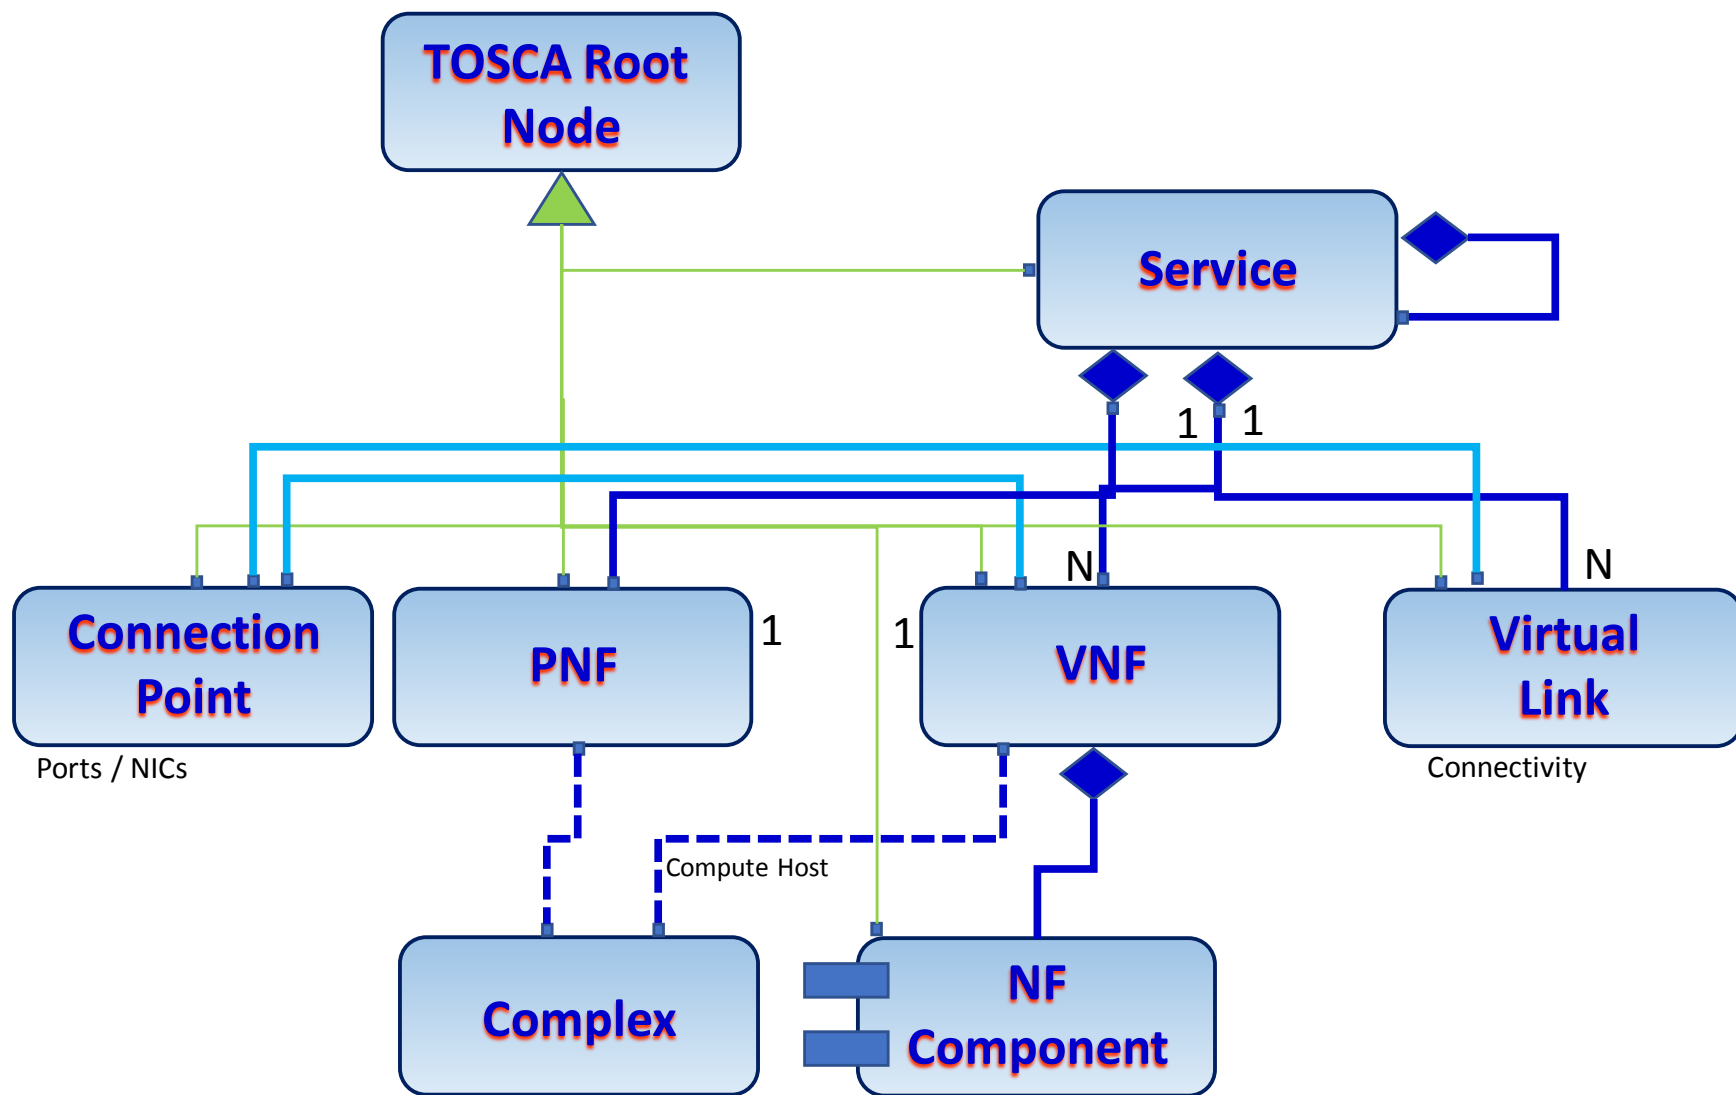 TOSCA Root
Node
Service
1
1
N
N
Connection
Point
PNF
1
1
VNF
Virtual
Link
Ports / NICs
Connectivity
Compute Host
Complex
NF
Component